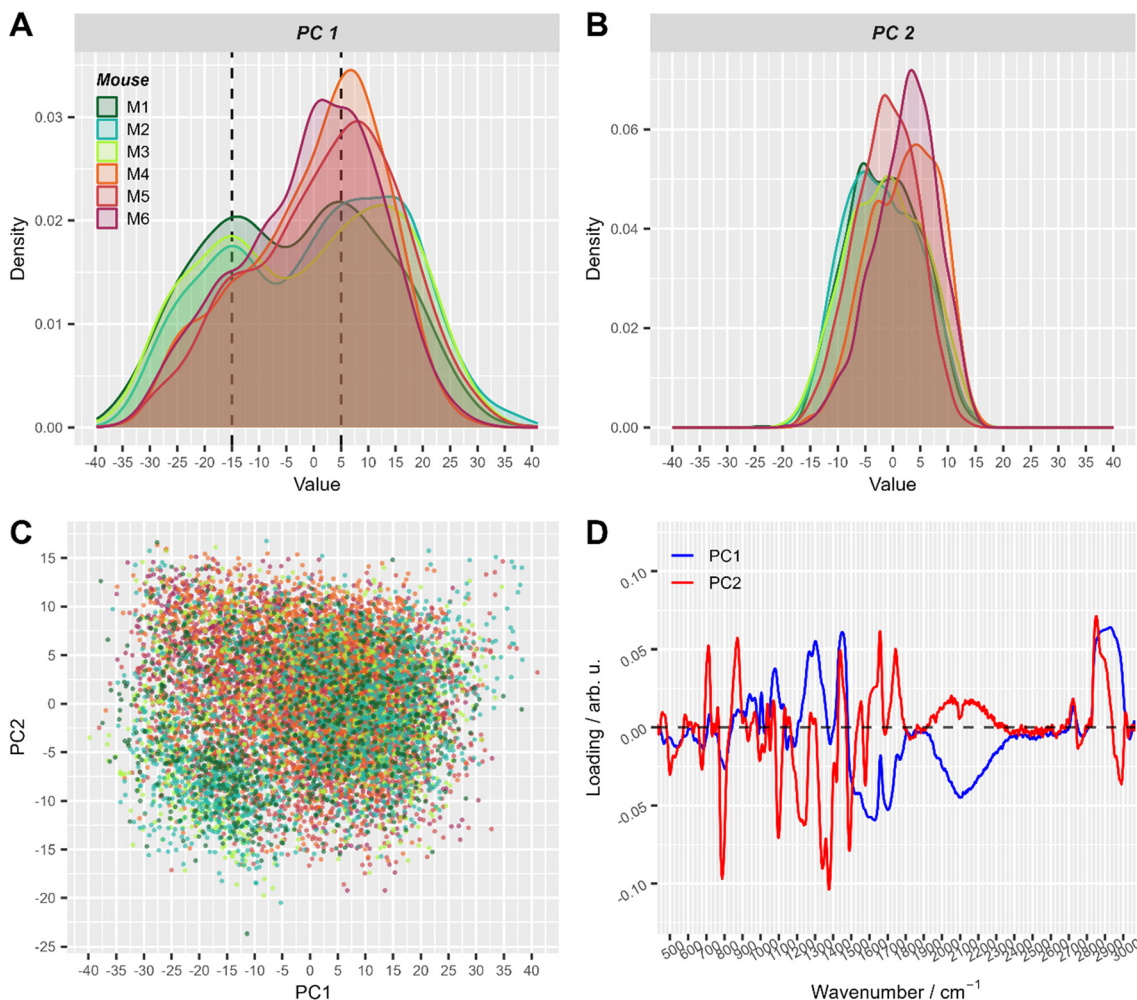 A
PC 1
Mouse
M1
M2
M3
M4
M5
M6
Density
0.03
0.02
0.01
0.00
-40 -35 -30 -25 -20 -15 -10 -5 0 5 10 15 20 25 30 35 40
Value
B
PC 2
Density
0.06
0.04
0.02
0.00
-40 -35 -30 -25 -20 -15 -10 -5 0 5 10 15 20 25 30 35 40
Value
C
PC2
15
10
5
0
-5
-10
-15
-20
-25
-40 -35 -30 -25 -20 -15 -10 -5 0 5 10 15 20 25 30 35 40
PC1
D
PC1
PC2
Loading / arb. u.
0.10
0.05
0.00
-0.05
-0.10
500 600 700 800 900 1000 1100 1200 1300 1400 1500 1600 1700 1800 1900 2000 2100 2200 2300 2400 2500 2600 2700 2800 2900 3000
Wavenumber / cm⁻¹